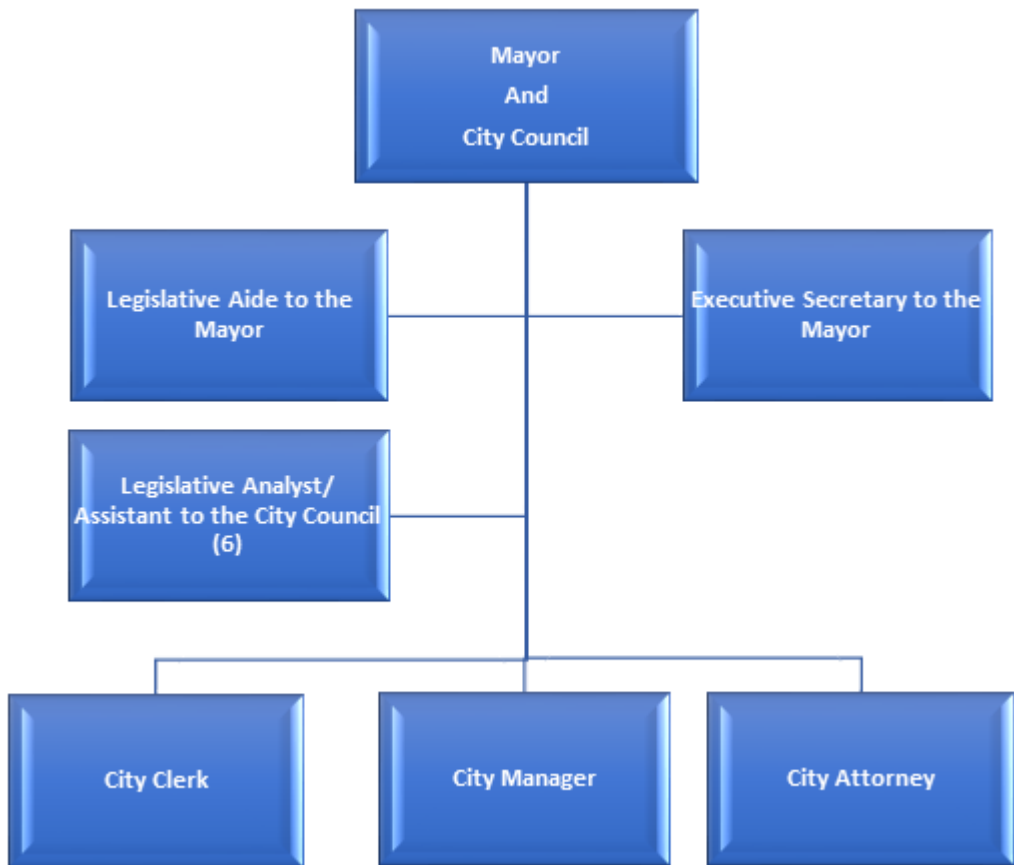 Mayor
And
City Council
Legislative Aide to the
Mayor
Executive Secretary to the
Mayor
Legislative Analyst/
Assistant to the City Council
(6)
City Clerk
City Manager
City Attorney